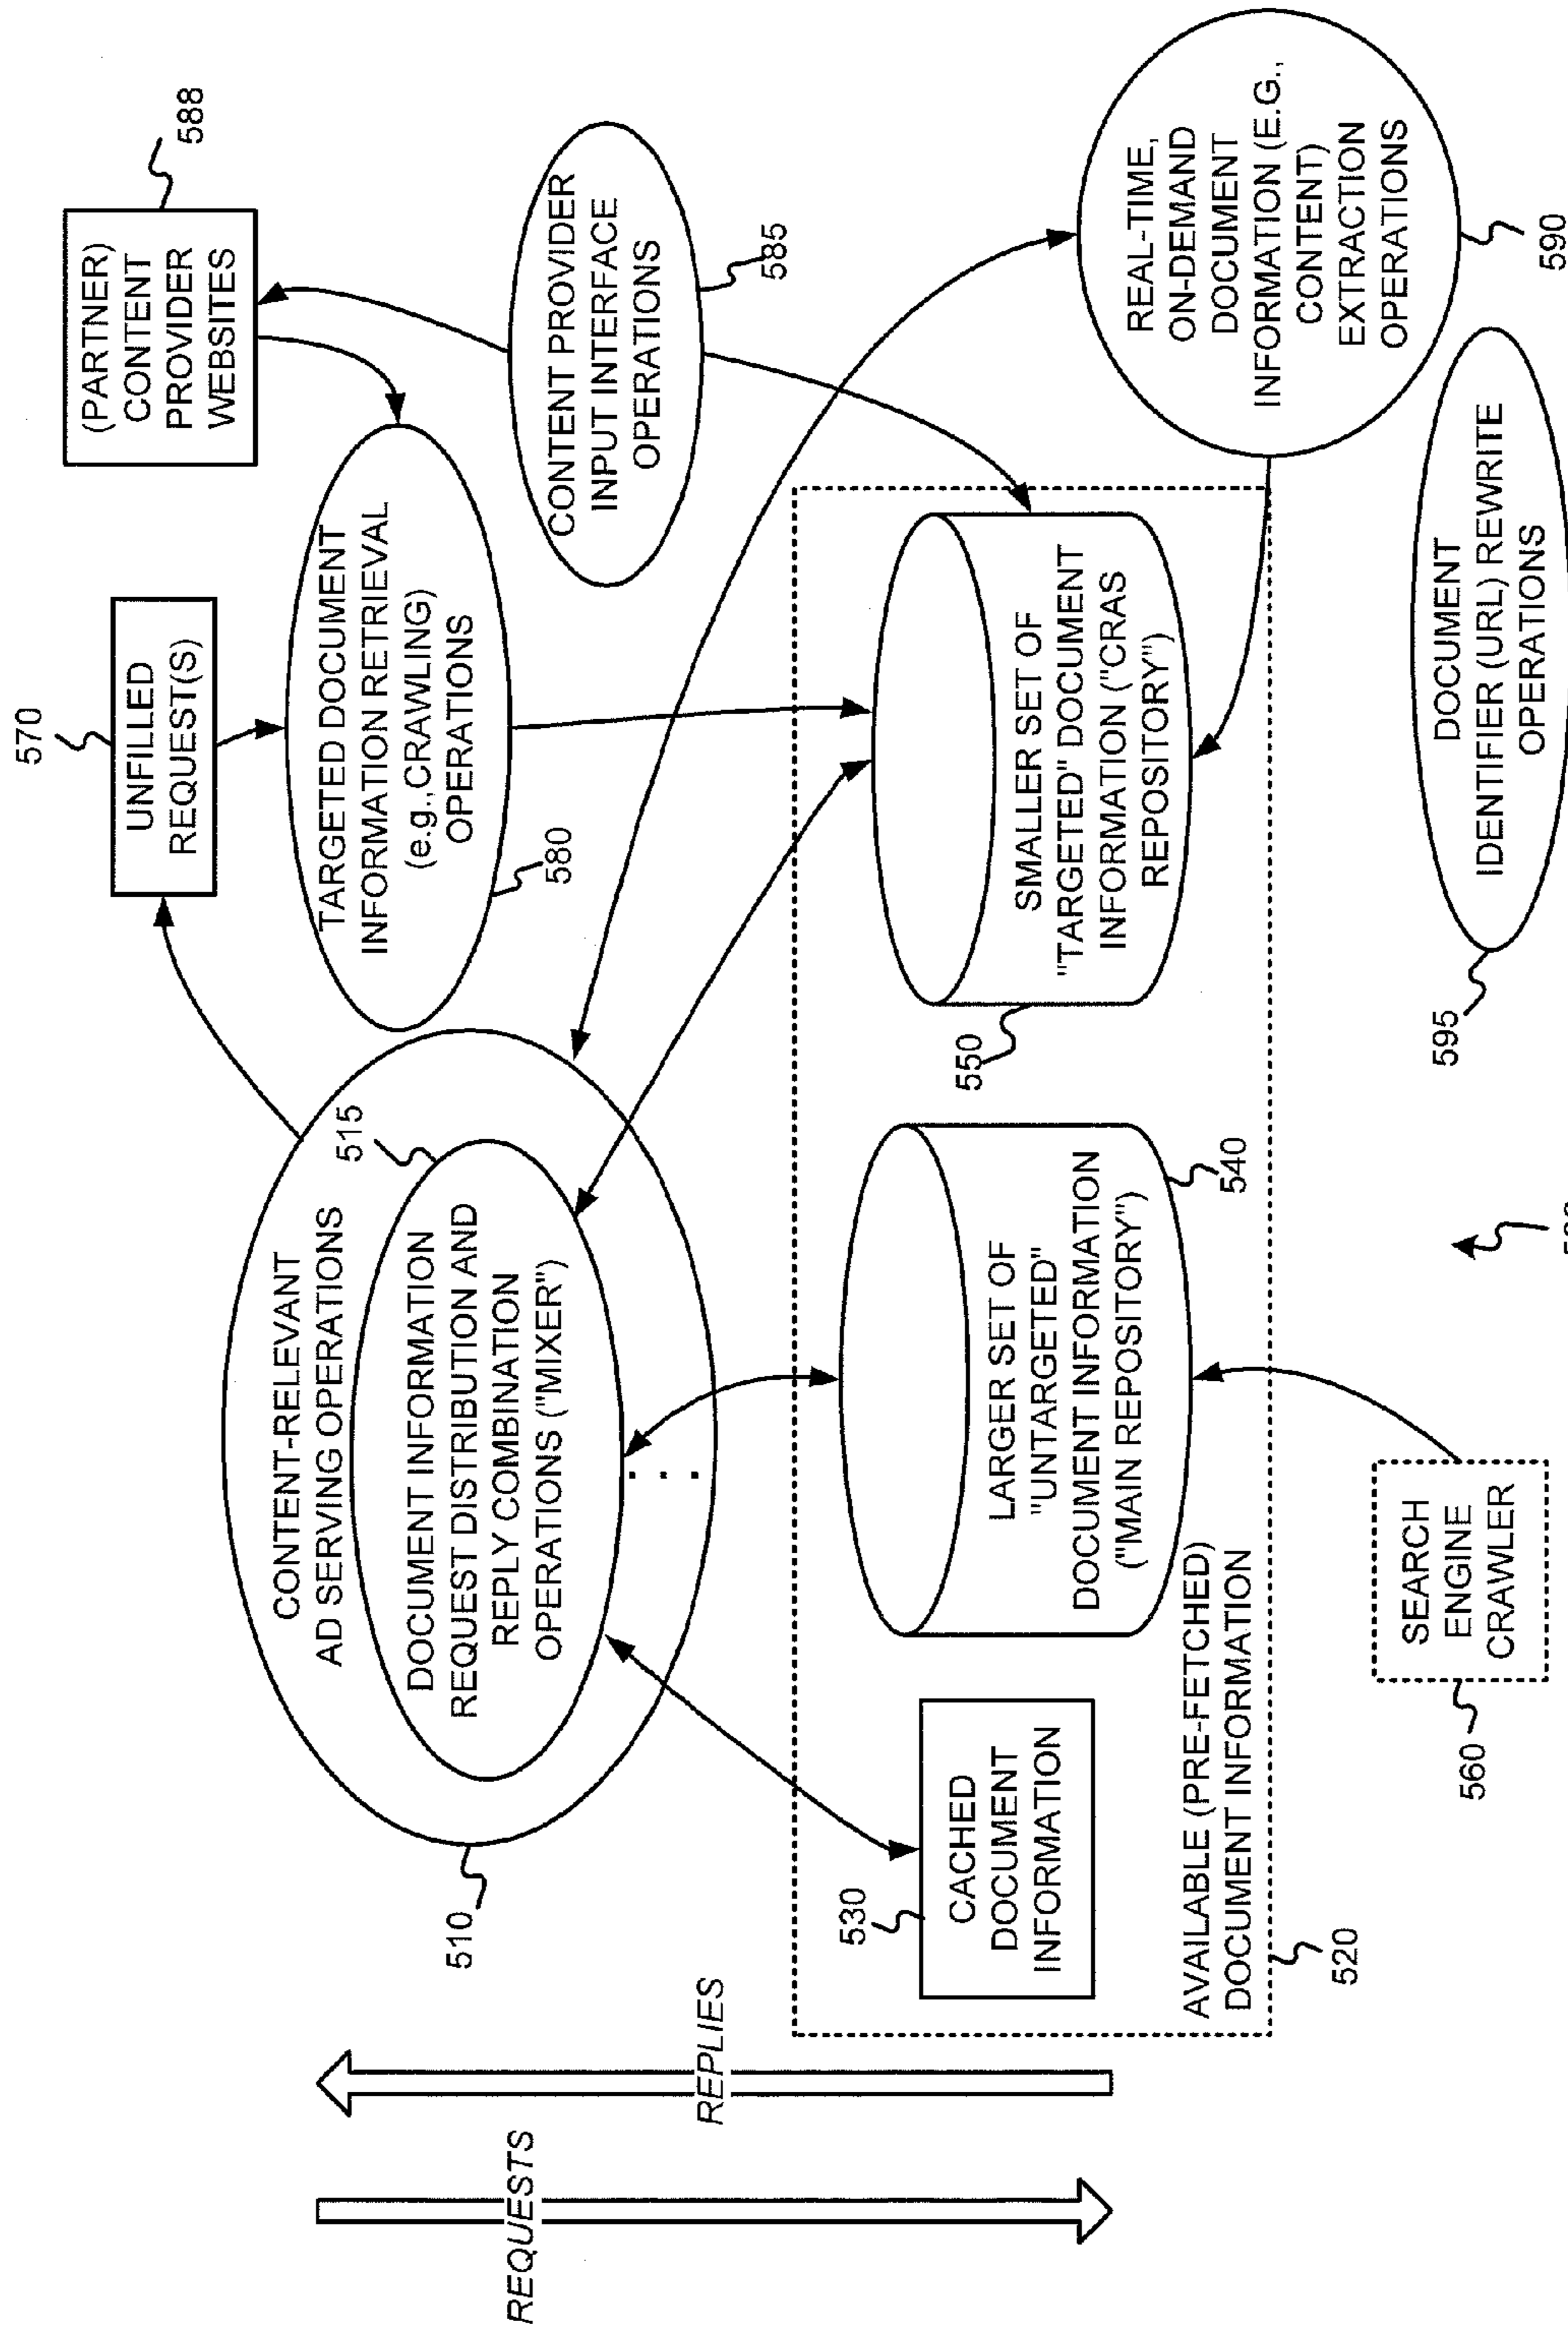 REQUESTS
REPLIES
510
CONTENT-RELEVANT
AD SERVING OPERATIONS
515
DOCUMENT INFORMATION
REQUEST DISTRIBUTION AND
REPLY COMBINATION
OPERATIONS ("MIXER")
. . .
570
UNFILLED
REQUEST(S)
TARGETED DOCUMENT
INFORMATION RETRIEVAL
(e.g.,CRAWLING)
OPERATIONS
580
(PARTNER)
CONTENT
PROVIDER
WEBSITES
588
CONTENT PROVIDER
INPUT INTERFACE
OPERATIONS
585
530
CACHED
DOCUMENT
INFORMATION
LARGER SET OF
"UNTARGETED"
DOCUMENT INFORMATION
("MAIN REPOSITORY")
540
SMALLER SET OF
"TARGETED" DOCUMENT
INFORMATION ("CRAS
REPOSITORY")
550
AVAILABLE (PRE-FETCHED)
DOCUMENT INFORMATION
520
REAL-TIME,
ON-DEMAND
DOCUMENT
INFORMATION (E.G.,
CONTENT)
EXTRACTION
OPERATIONS
590
560
SEARCH
ENGINE
CRAWLER
595
DOCUMENT
IDENTIFIER (URL) REWRITE
OPERATIONS